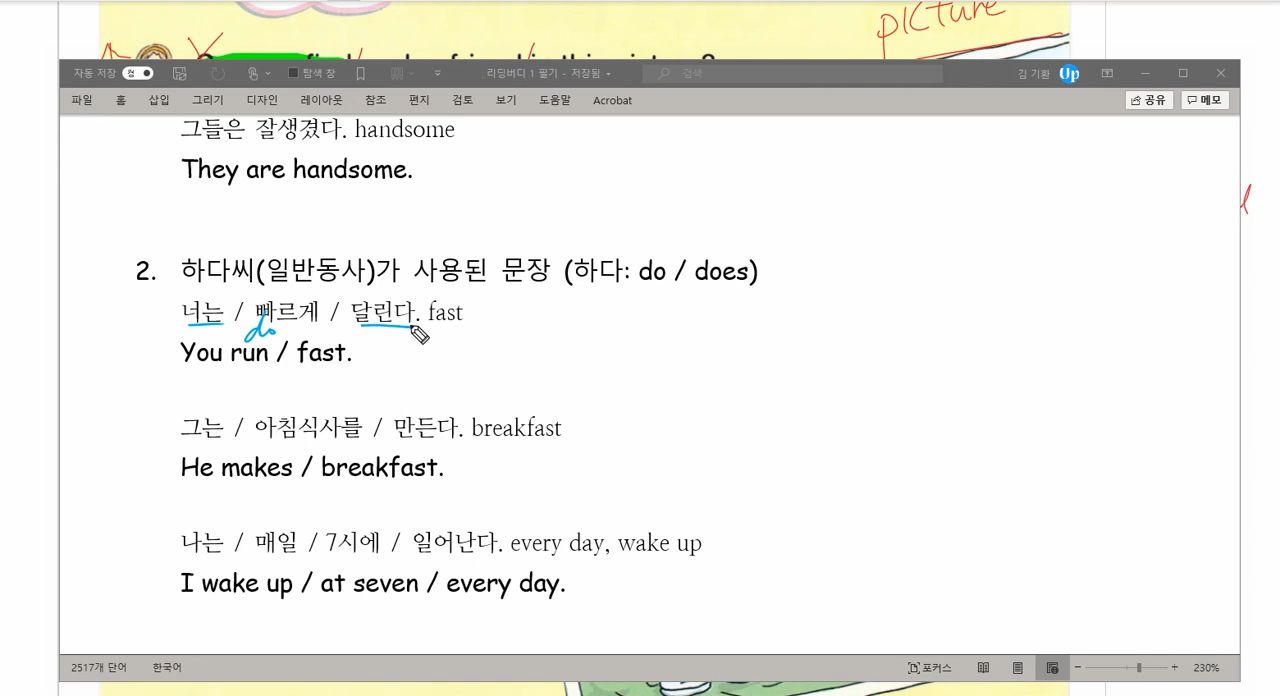 picture
자동 저장 컴 탐색 창 리딩버디 1 필기 - 저장됨 검색 김 기환 Up
파일 홈 삽입 그리기 디자인 레이아웃 참조 편지 검토 보기 도움말 Acrobat 공유 메모
그들은 잘생겼다. handsome
They are handsome.
2. 하다씨(일반동사)가 사용된 문장 (하다: do / does)
너는 / 빠르게 / 달린다. fast
do
You run / fast.
그는 / 아침식사를 / 만든다. breakfast
He makes / breakfast.
나는 / 매일 / 7시에 / 일어난다. every day, wake up
I wake up / at seven / every day.
2517개 단어 한국어 포커스 230%